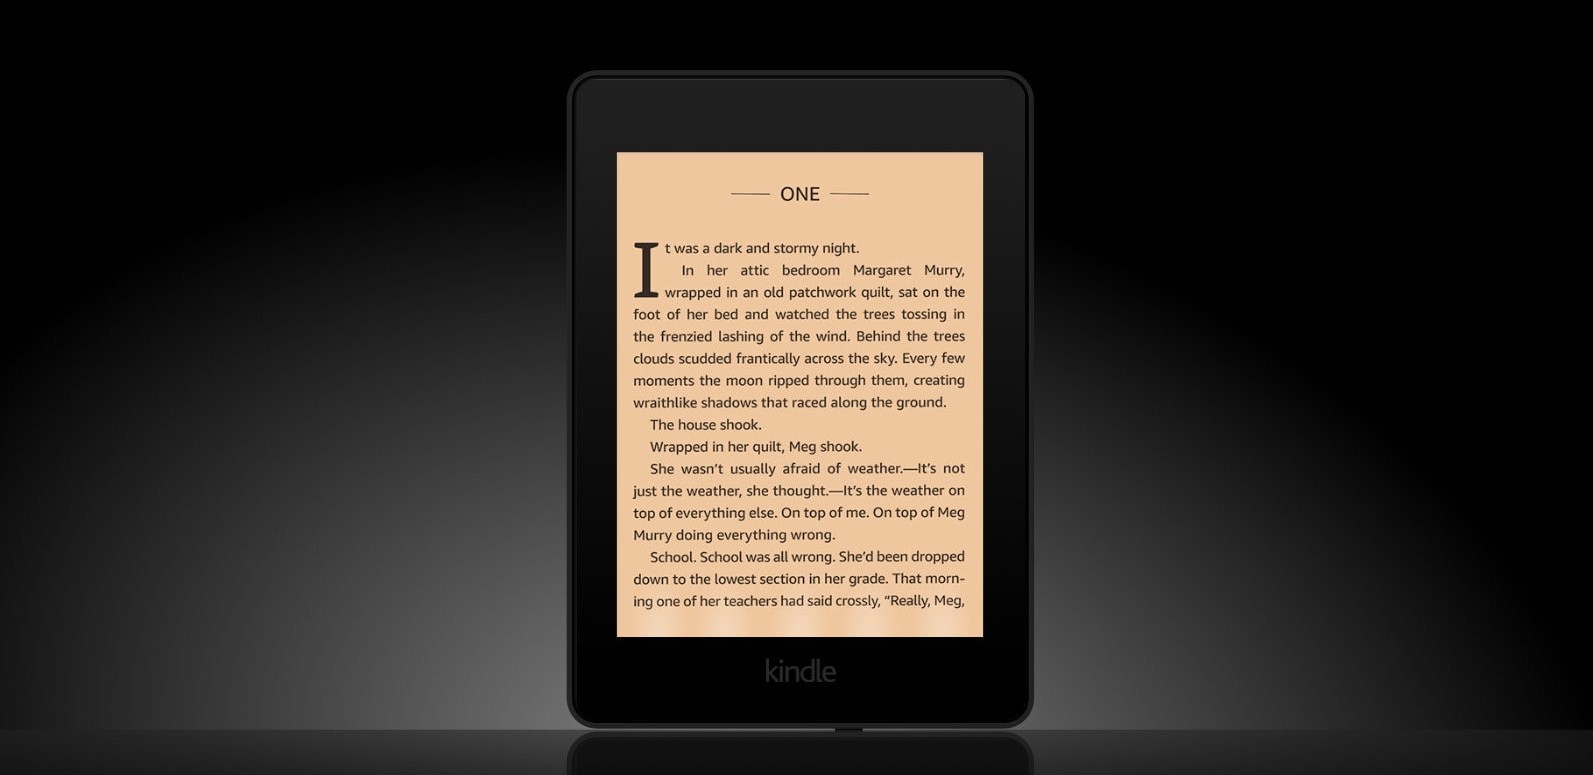 ONE
It was a dark and stormy night.
In her attic bedroom Margaret Murry,
wrapped in an old patchwork quilt, sat on the
foot of her bed and watched the trees tossing in
the frenzied lashing of the wind. Behind the trees
clouds scudded frantically across the sky. Every few
moments the moon ripped through them, creating
wraithlike shadows that raced along the ground.
The house shook.
Wrapped in her quilt, Meg shook.
She wasn’t usually afraid of weather.—It’s not
just the weather, she thought.—It’s the weather on
top of everything else. On top of me. On top of Meg
Murry doing everything wrong.
School. School was all wrong. She’d been dropped
down to the lowest section in her grade. That morn-
ing one of her teachers had said crossly, “Really, Meg,
kindle